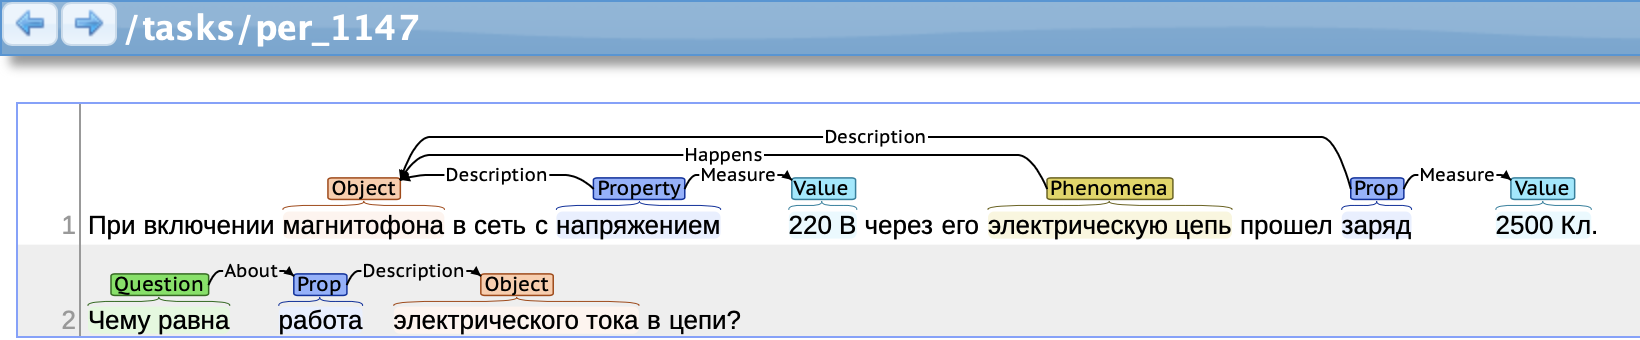 /tasks/per_1147
Description
Happens
Object Description Property Measure Value Phenomena Prop Measure Value
1 При включении магнитофона в сеть с напряжением 220 В через его электрическую цепь прошел заряд 2500 Кл.
Question About Prop Description Object
2 Чему равна работа электрического тока в цепи?